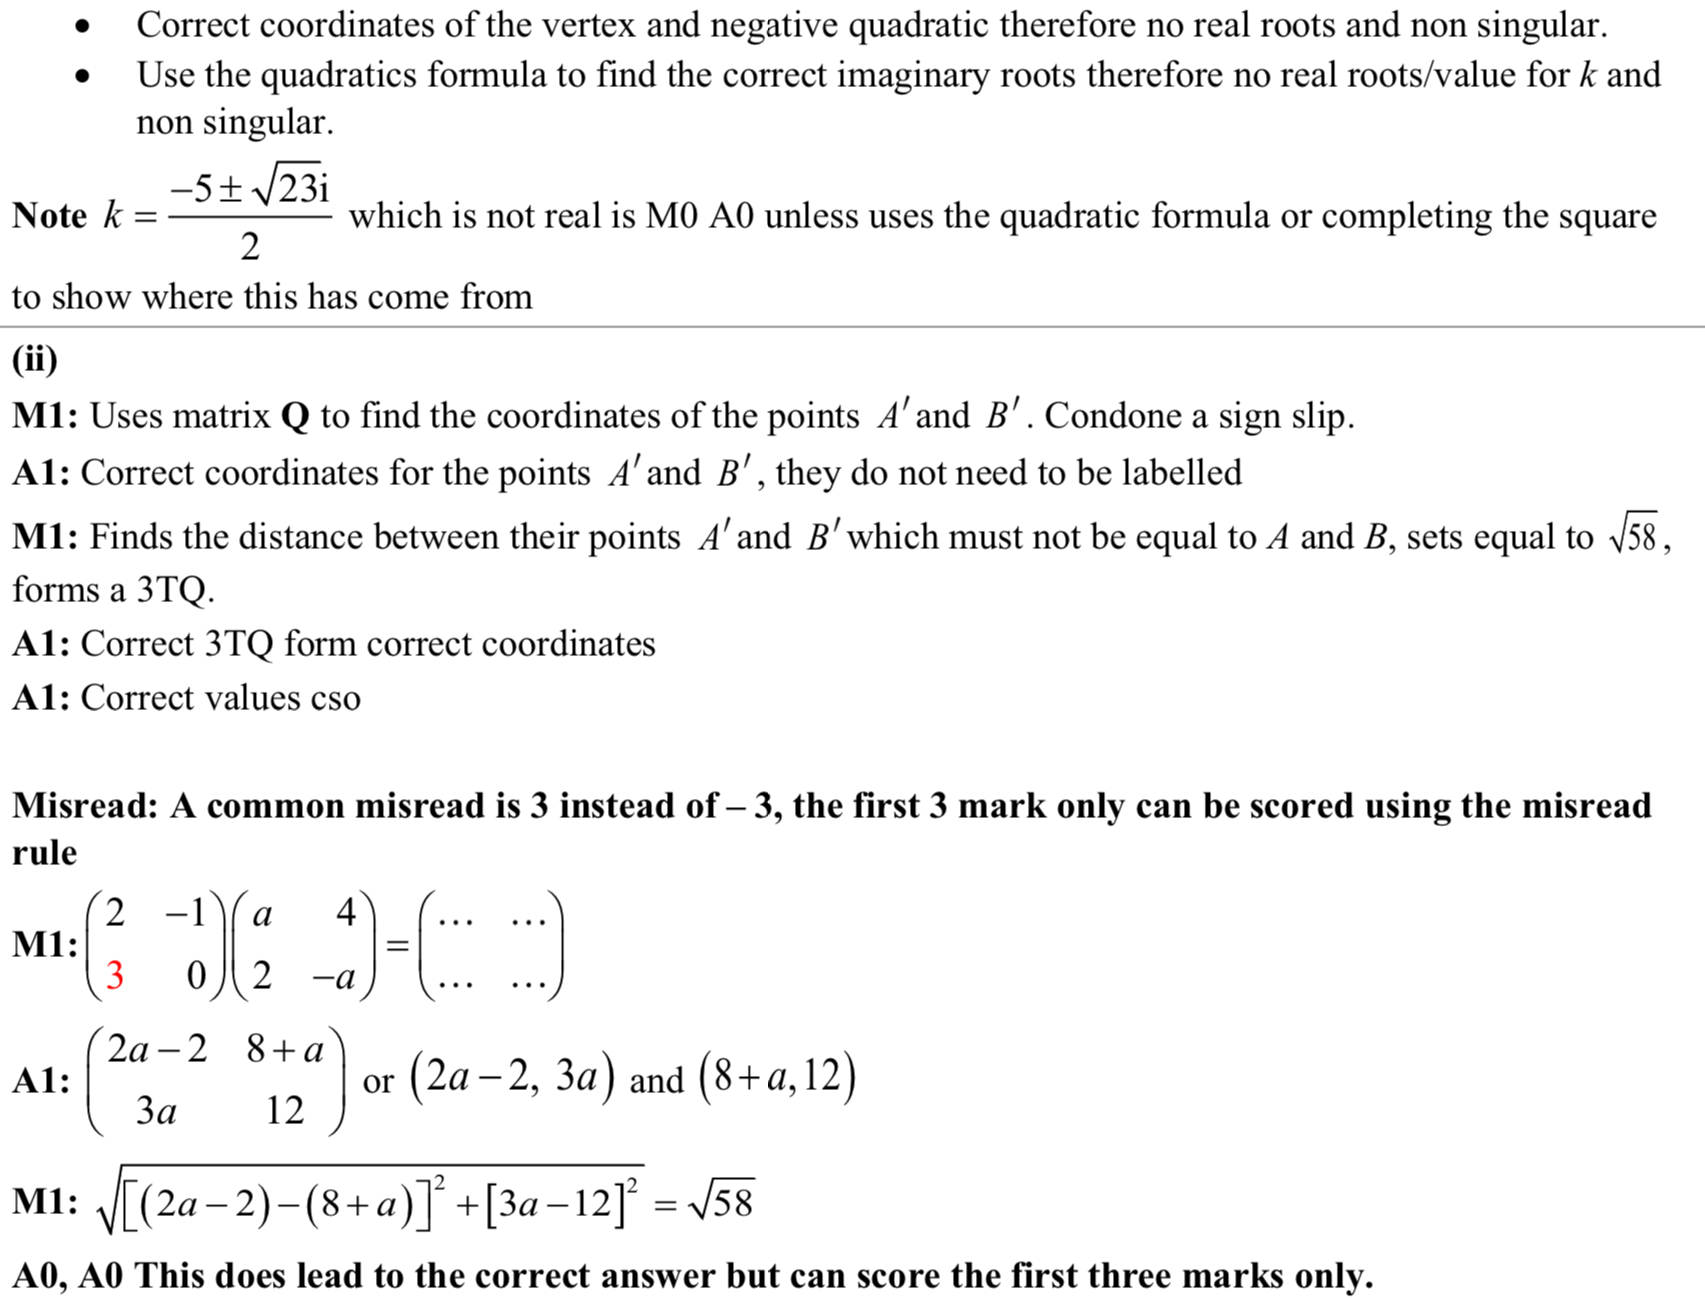 • Correct coordinates of the vertex and negative quadratic therefore no real roots and non singular.
• Use the quadratics formula to find the correct imaginary roots therefore no real roots/value for k and
non singular.
Note k = \frac{-5 ± \sqrt{23}i}{2} which is not real is M0 A0 unless uses the quadratic formula or completing the square
to show where this has come from
(ii)
M1: Uses matrix Q to find the coordinates of the points A′ and B′. Condone a sign slip.
A1: Correct coordinates for the points A′ and B′, they do not need to be labelled
M1: Finds the distance between their points A′ and B′ which must not be equal to A and B, sets equal to √58,
forms a 3TQ.
A1: Correct 3TQ form correct coordinates
A1: Correct values cso
Misread: A common misread is 3 instead of – 3, the first 3 mark only can be scored using the misread
rule
M1: \begin{pmatrix} 2 & -1 \\ 3 & 0 \end{pmatrix}\begin{pmatrix} a & 4 \\ 2 & -a \end{pmatrix} = \begin{pmatrix} ... & ... \\ ... & ... \end{pmatrix}
A1: \begin{pmatrix} 2a-2 & 8+a \\ 3a & 12 \end{pmatrix} or (2a − 2, 3a) and (8 + a, 12)
M1: \sqrt{[(2a-2)-(8+a)]^2+[3a-12]^2} = \sqrt{58}
A0, A0 This does lead to the correct answer but can score the first three marks only.